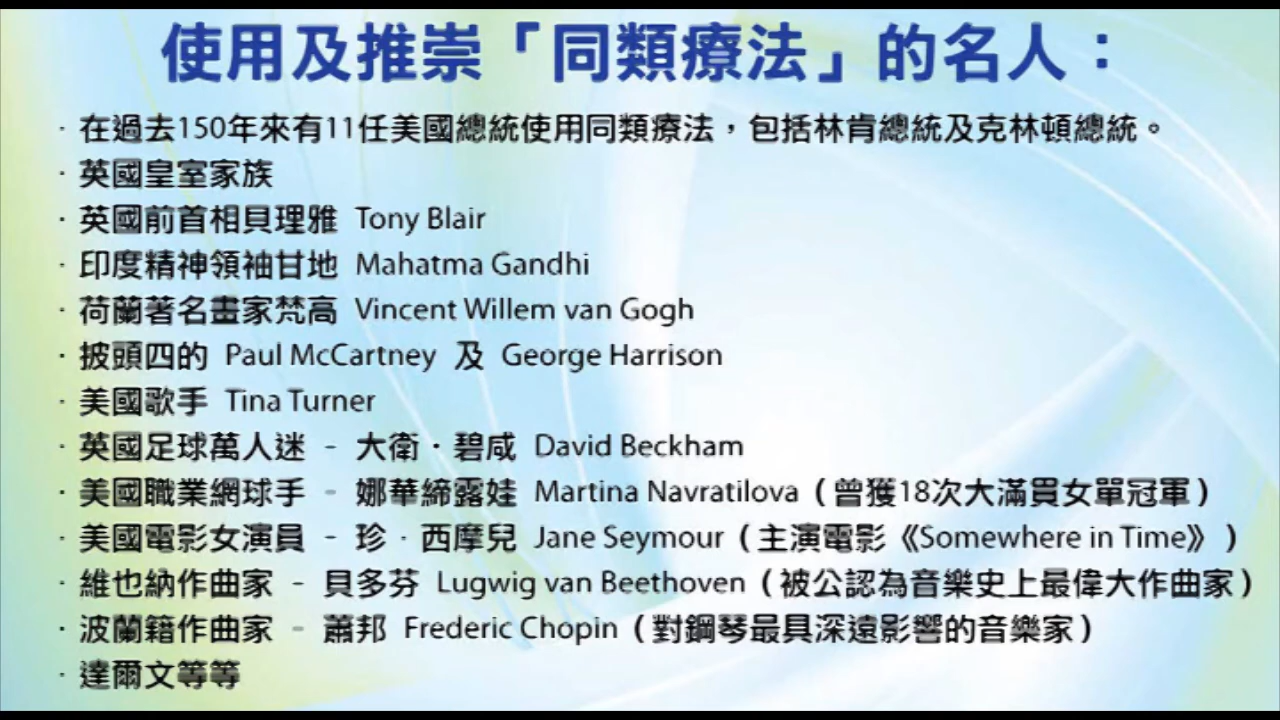 使用及推崇「同類療法」的名人：
· 在過去150年來有11任美國總統使用同類療法，包括林肯總統及克林頓總統。
· 英國皇室家族
· 英國前首相貝理雅 Tony Blair
· 印度精神領袖甘地 Mahatma Gandhi
· 荷蘭著名畫家梵高 Vincent Willem van Gogh
· 披頭四的 Paul McCartney 及 George Harrison
· 美國歌手 Tina Turner
· 英國足球萬人迷 - 大衛·碧咸 David Beckham
· 美國職業網球手 - 娜華締露娃 Martina Navratilova（曾獲18次大滿貫女單冠軍）
· 美國電影女演員 - 珍·西摩兒 Jane Seymour（主演電影《Somewhere in Time》）
· 維也納作曲家 - 貝多芬 Lugwig van Beethoven（被公認為音樂史上最偉大作曲家）
· 波蘭籍作曲家 - 蕭邦 Frederic Chopin（對鋼琴最具深遠影響的音樂家）
· 達爾文等等